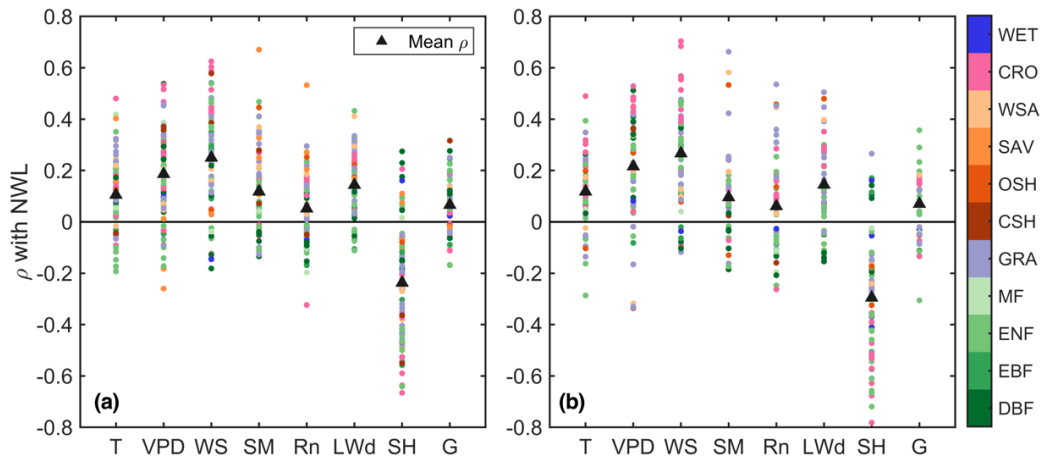 0.8
0.6
0.4
0.2
0
-0.2
-0.4
-0.6
-0.8
ρ with NWL
Mean ρ
(a)
T VPD WS SM Rn LWd SH G
0.8
0.6
0.4
0.2
0
-0.2
-0.4
-0.6
-0.8
(b)
T VPD WS SM Rn LWd SH G
WET
CRO
WSA
SAV
OSH
CSH
GRA
MF
ENF
EBF
DBF